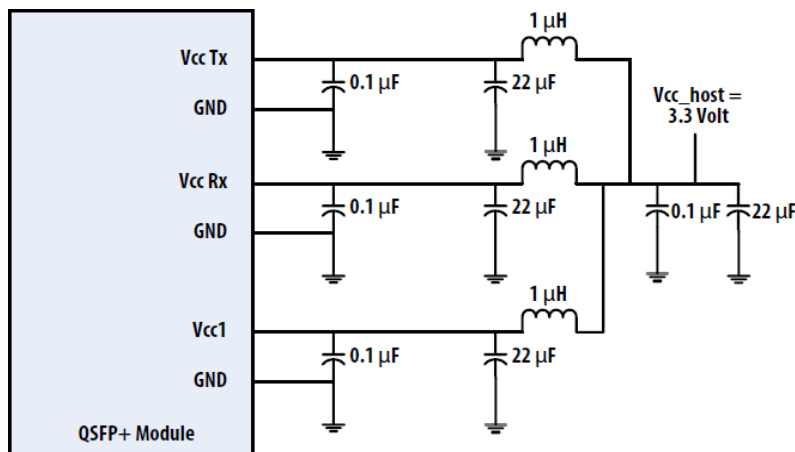 1 μH
Vcc Tx
0.1 μF
22 μF
GND
Vcc_host =
3.3 Volt
1 μH
Vcc Rx
0.1 μF
22 μF
0.1 μF
22 μF
GND
1 μH
Vcc1
0.1 μF
22 μF
GND
QSFP+ Module